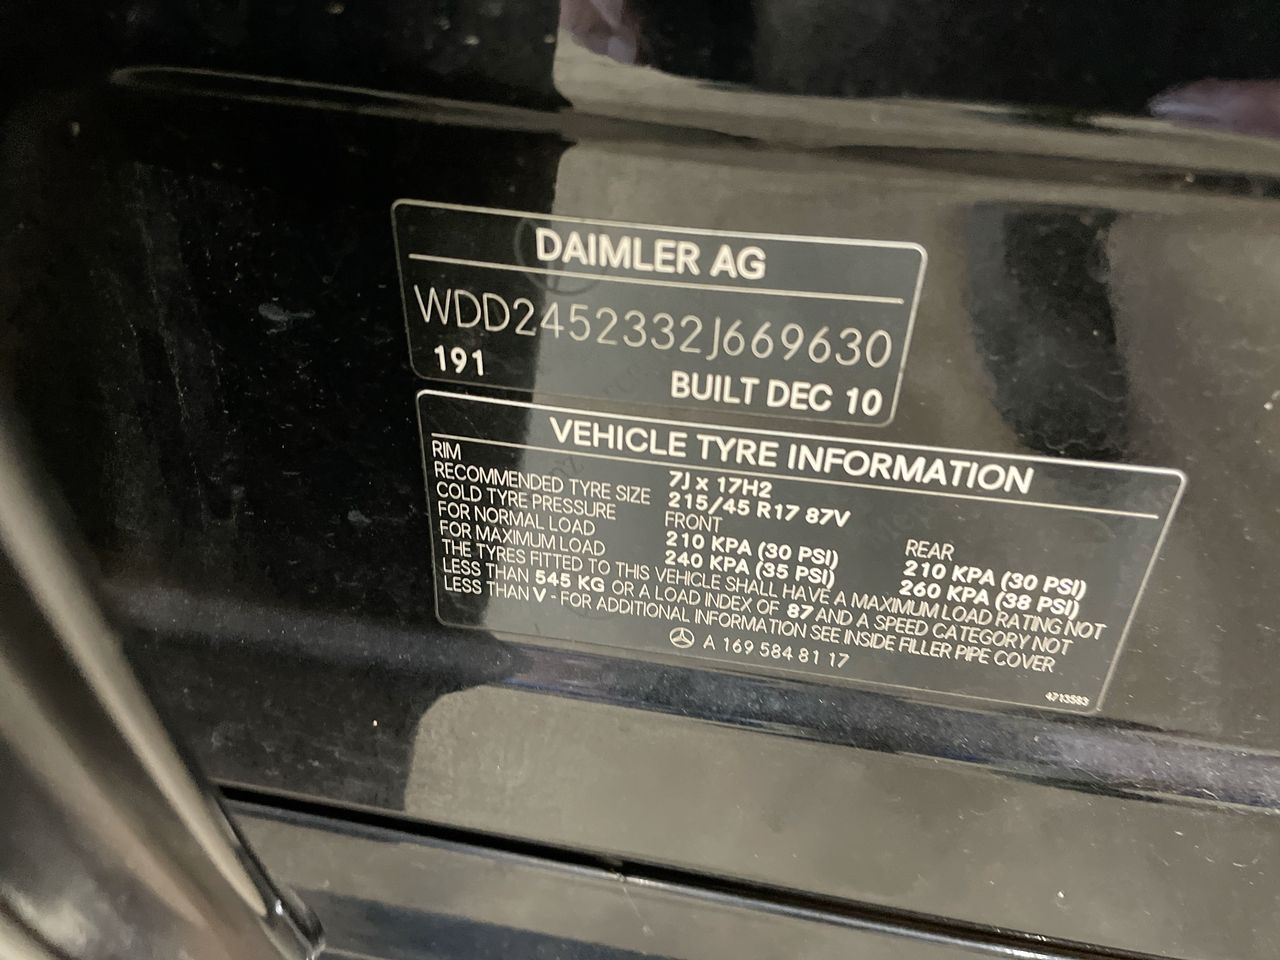 DAIMLER AG
WDD2452332J669630
191 BUILT DEC 10
VEHICLE TYRE INFORMATION
RIM 7J x 17H2
RECOMMENDED TYRE SIZE 215/45 R17 87V
COLD TYRE PRESSURE FRONT REAR
FOR NORMAL LOAD 210 KPA (30 PSI) 210 KPA (30 PSI)
FOR MAXIMUM LOAD 240 KPA (35 PSI) 260 KPA (38 PSI)
THE TYRES FITTED TO THIS VEHICLE SHALL HAVE A MAXIMUM LOAD RATING NOT
LESS THAN 545 KG OR A LOAD INDEX OF 87 AND A SPEED CATEGORY NOT
LESS THAN V - FOR ADDITIONAL INFORMATION SEE INSIDE FILLER PIPE COVER
A 169 584 81 17
4713583